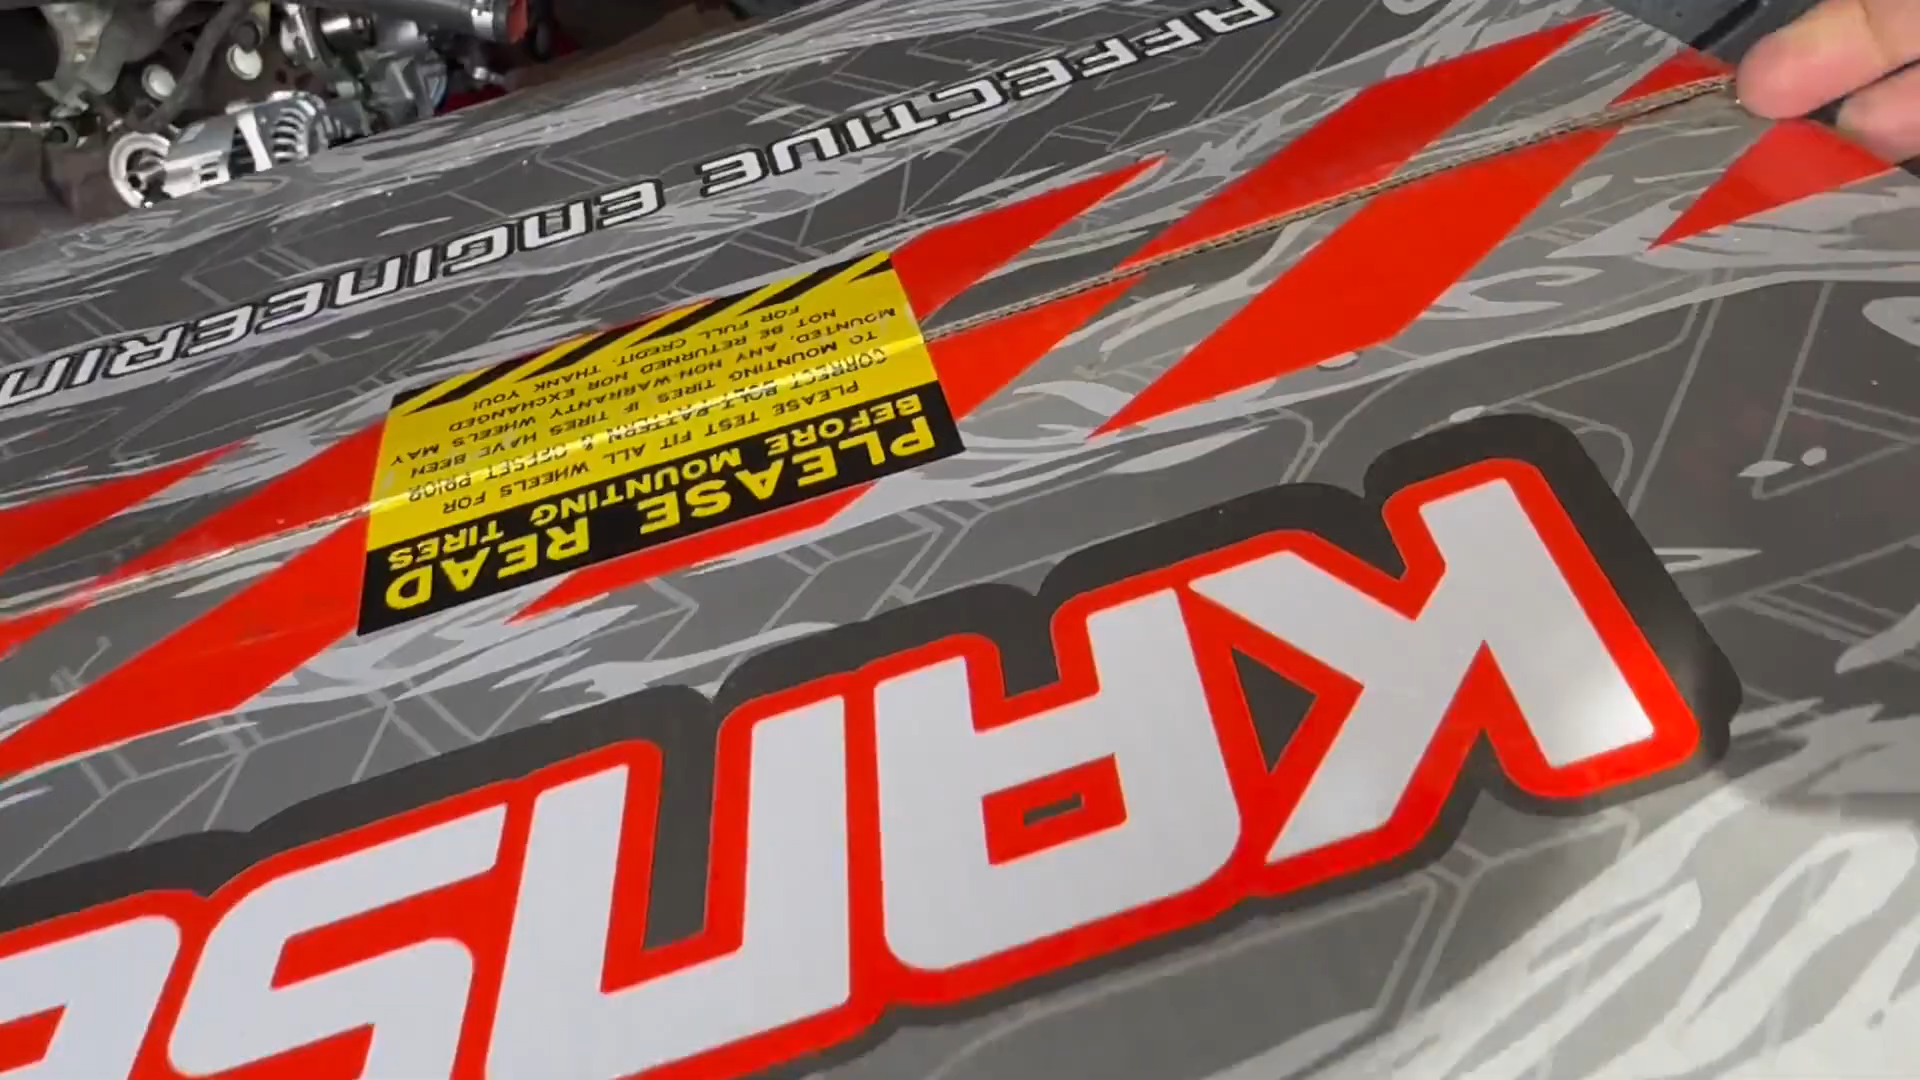 KANSE
PLEASE READ
BEFORE MOUNTING TIRES
PLEASE TEST FIT ALL WHEELS FOR
CORRECT BOLT PATTERN & OFFSET PRIOR
TO MOUNTING TIRES IF TIRES HAVE BEEN
MOUNTED, ANY NON-WARRANTY WHEELS MAY
NOT BE RETURNED NOR EXCHANGED
FOR FULL CREDIT. THANK YOU!
AFFECTIVE ENGINEERIN